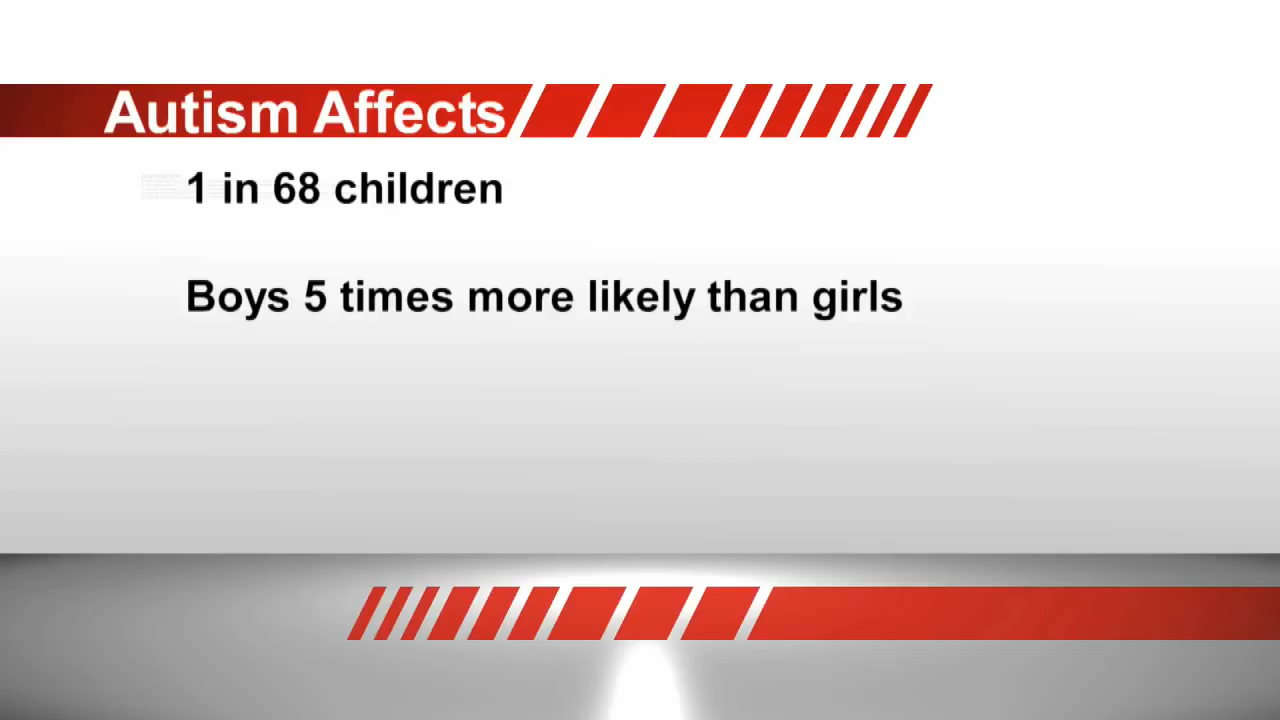 Autism Affects
1 in 68 children
Boys 5 times more likely than girls